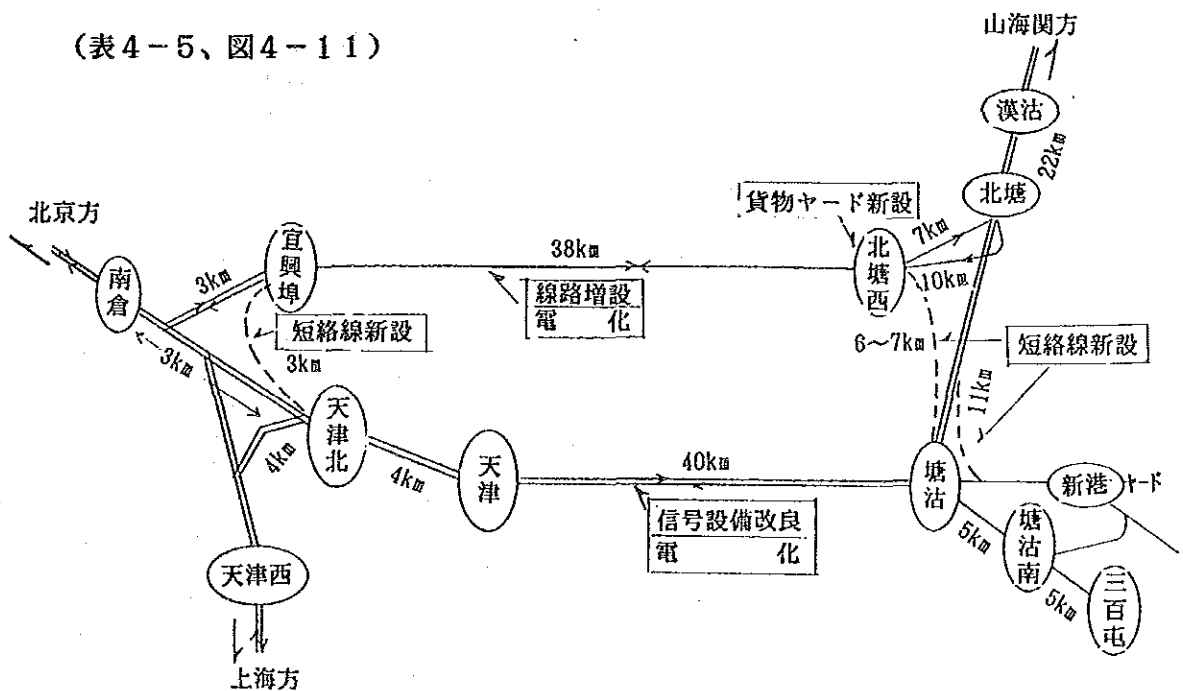 (表4-5、図4-11)
山海関方
漢沽
22km
北塘
北京方
貨物ヤード新設
7km
宜興埠
38km
北塘西
10km
南倉
3km
線路増設
電 化
短絡線新設
3km
3km
6~7km
短絡線新設
11km
天津北
4km
4km
天津
40km
塘沽
新港
ヤード
信号設備改良
電 化
5km
塘沽南
天津西
5km
三百屯
上海方